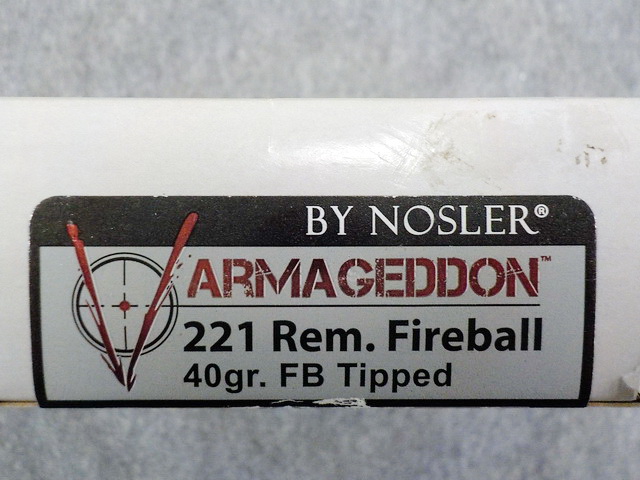 BY NOSLER®
VARMAGEDDON™
221 Rem. Fireball
40gr. FB Tipped